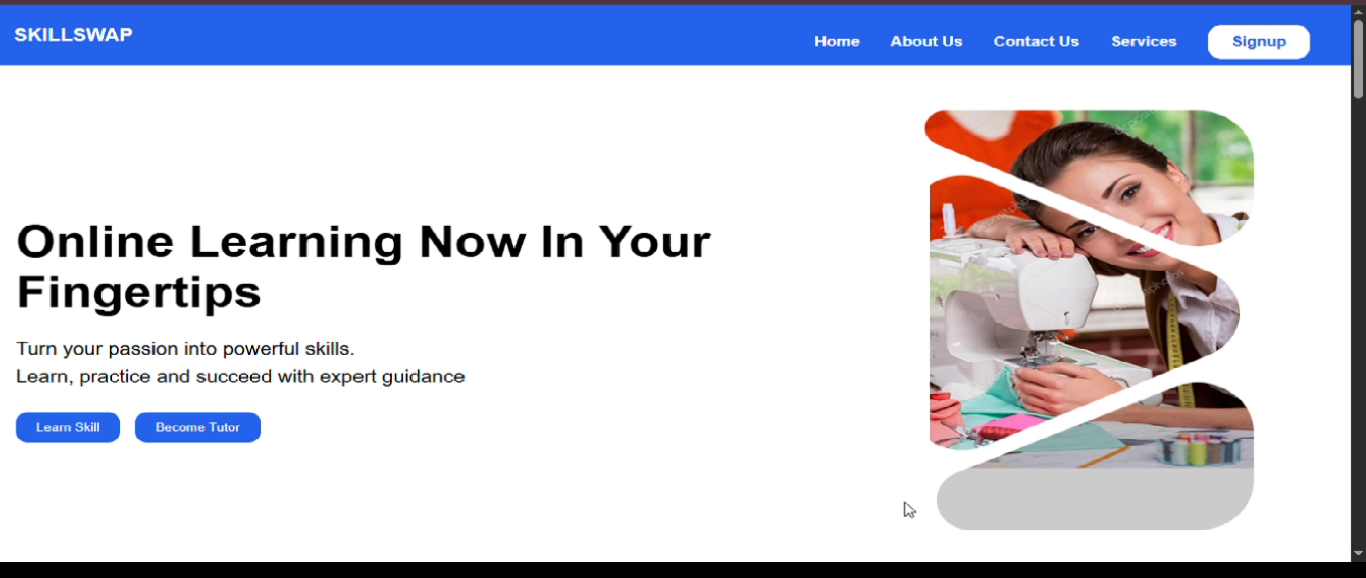 SKILLSWAP
Home About Us Contact Us Services Signup
Online Learning Now In Your
Fingertips
Turn your passion into powerful skills.
Learn, practice and succeed with expert guidance
Learn Skill Become Tutor